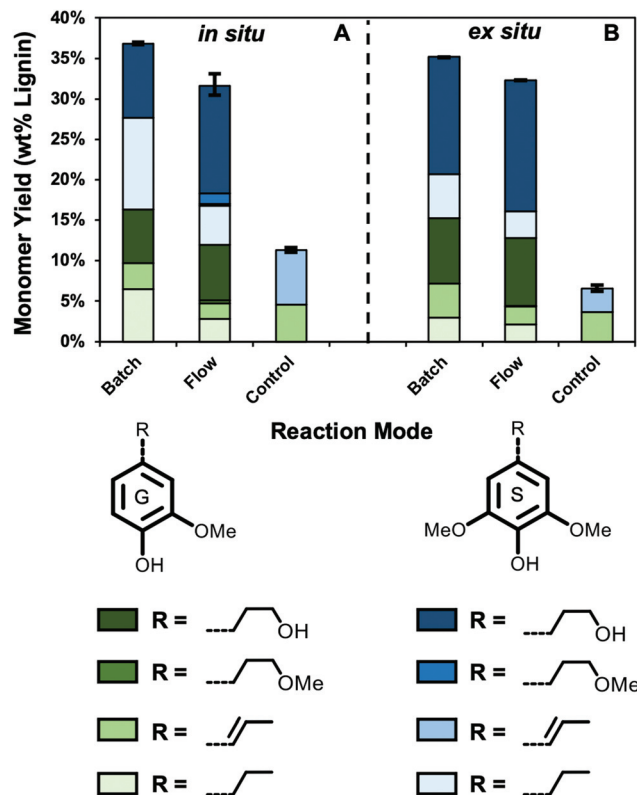 in situ A
ex situ B
Monomer Yield (wt% Lignin)
40%
35%
30%
25%
20%
15%
10%
5%
0%
Batch Flow Control Batch Flow Control
Reaction Mode
R R
G S
OMe MeO OMe
OH OH
R = OH R = OH
R = OMe R = OMe
R = R =
R = R =